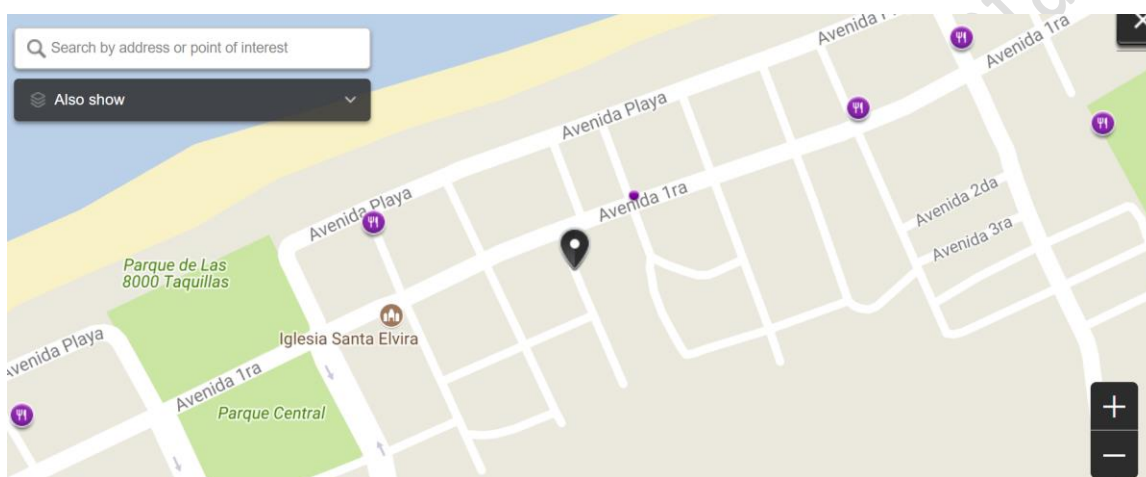 Search by address or point of interest
Also show
Avenida Playa
Avenida 1ra
Avenida Playa
Avenida 1ra
Avenida 2da
Avenida 3ra
Avenida Playa
Parque de Las
8000 Taquillas
Iglesia Santa Elvira
Avenida Playa
Avenida 1ra
Parque Central